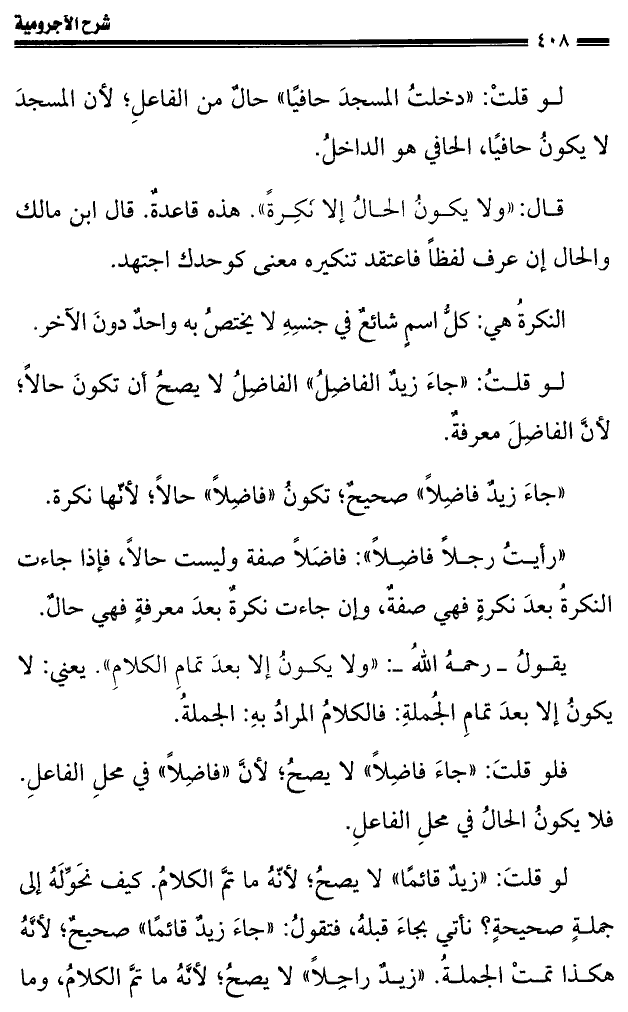 شرح الآجرومية
٤٠٨
لو قلتَ: «دخلتُ المسجدَ حافيًا» حالٌ من الفاعلِ؛ لأن المسجدَ
لا يكونُ حافيًا، الحافي هو الداخلُ.
قال: «ولا يكونُ الحالُ إلا نَكِرةً». هذه قاعدةٌ. قال ابن مالك
والحال إن عرف لفظاً فاعتقد تنكيره معنى كوحدك اجتهد.
النكرةُ هي: كلُّ اسمٍ شائعٌ في جنسِهِ لا يختصُ به واحدٌ دونَ الآخر.
لو قلتُ: «جاءَ زيدٌ الفاضلُ» الفاضِلُ لا يصحُ أن تكونَ حالاً؛
لأنَّ الفاضِلَ معرفةٌ.
«جاءَ زيدٌ فاضِلاً» صحيحٌ؛ تكونُ «فاضِلاً» حالاً؛ لأنّها نكرة.
«رأيتُ رجلاً فاضِلاً»: فاضَلاً صفة وليست حالاً، فإذا جاءت
النكرةُ بعدَ نكرةٍ فهي صفةٌ، وإن جاءت نكرةٌ بعدَ معرفةٍ فهي حالٌ.
يقولُ ـ رحمهُ اللهُ ـ: «ولا يكونُ إلا بعدَ تمامِ الكلامِ». يعني: لا
يكونُ إلا بعدَ تمامِ الجُملةِ: فالكلامُ المرادُ بهِ: الجملةُ.
فلو قلتَ: «جاءَ فاضِلاً» لا يصحُ؛ لأنَّ «فاضِلاً» في محلِ الفاعلِ.
فلا يكونُ الحالُ في محلِ الفاعلِ.
لو قلتَ: «زيدٌ قائمًا» لا يصحُ؛ لأنّهُ ما تمَّ الكلامُ. كيف نحَوِّلَهُ إلى
جملةٍ صحيحةٍ؟ نأتي بجاءَ قبلهُ، فتقولُ: «جاءَ زيدٌ قائمًا» صحيحٌ؛ لأنَّهُ
هكذا تمتْ الجملةُ. «زيدٌ راجِلاً» لا يصحُ؛ لأنَّهُ ما تمَّ الكلامُ، وما